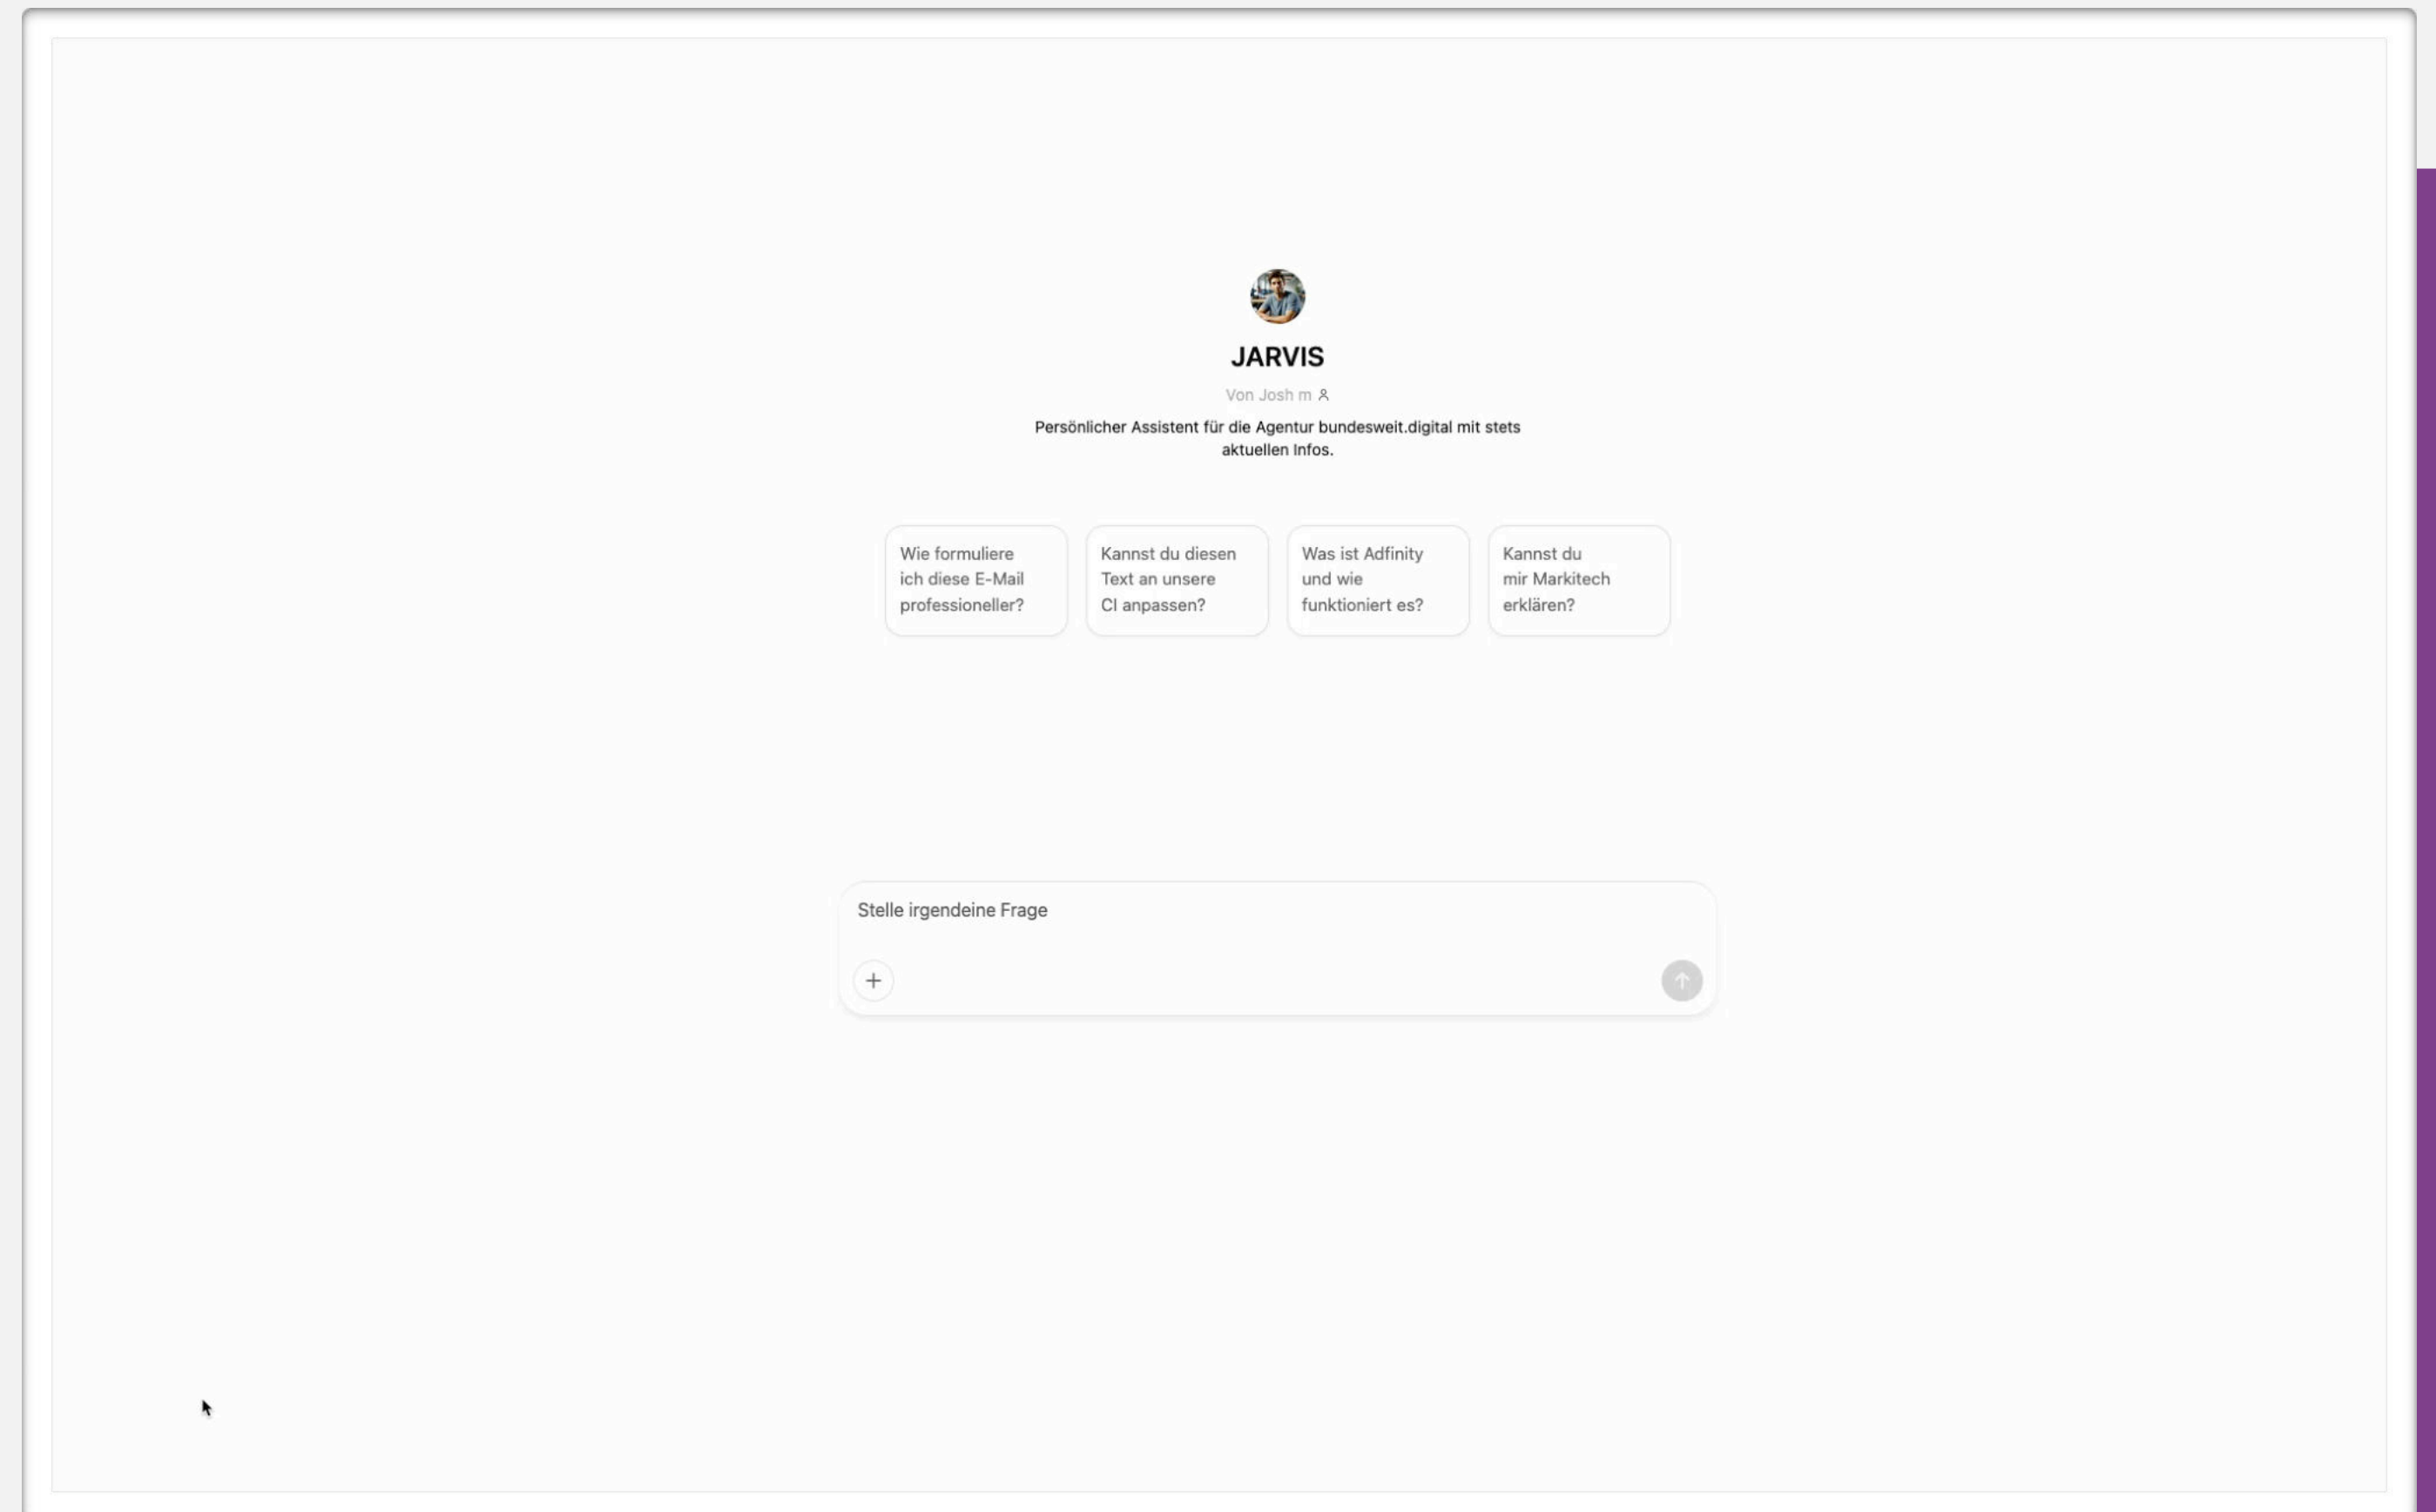 JARVIS
Von Josh m
Persönlicher Assistent für die Agentur bundesweit.digital mit stets
aktuellen Infos.
Wie formuliere
ich diese E-Mail
professioneller?
Kannst du diesen
Text an unsere
CI anpassen?
Was ist Adfinity
und wie
funktioniert es?
Kannst du
mir Markitech
erklären?
Stelle irgendeine Frage